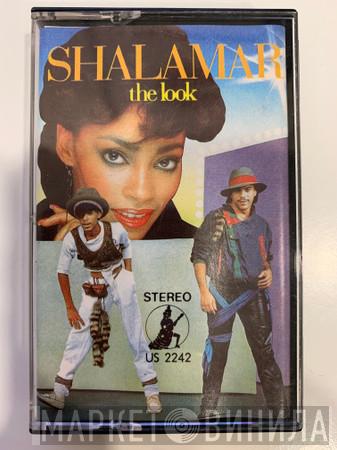 SHALAMAR
the look
STEREO
US 2242
МАРКЕТ ВИНИЛА